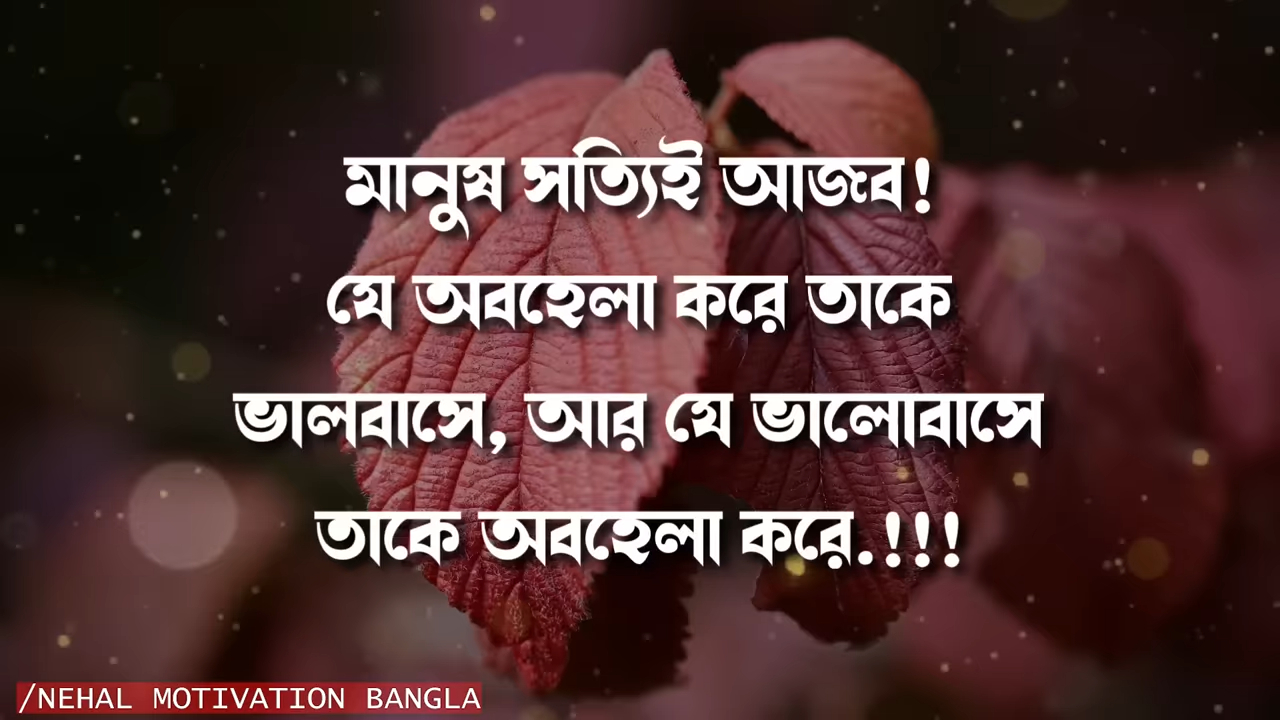 মানুষ সত্যিই আজব!
যে অবহেলা করে তাকে
ভালবাসে, আর যে ভালোবাসে
তাকে অবহেলা করে.!!!
/NEHAL MOTIVATION BANGLA